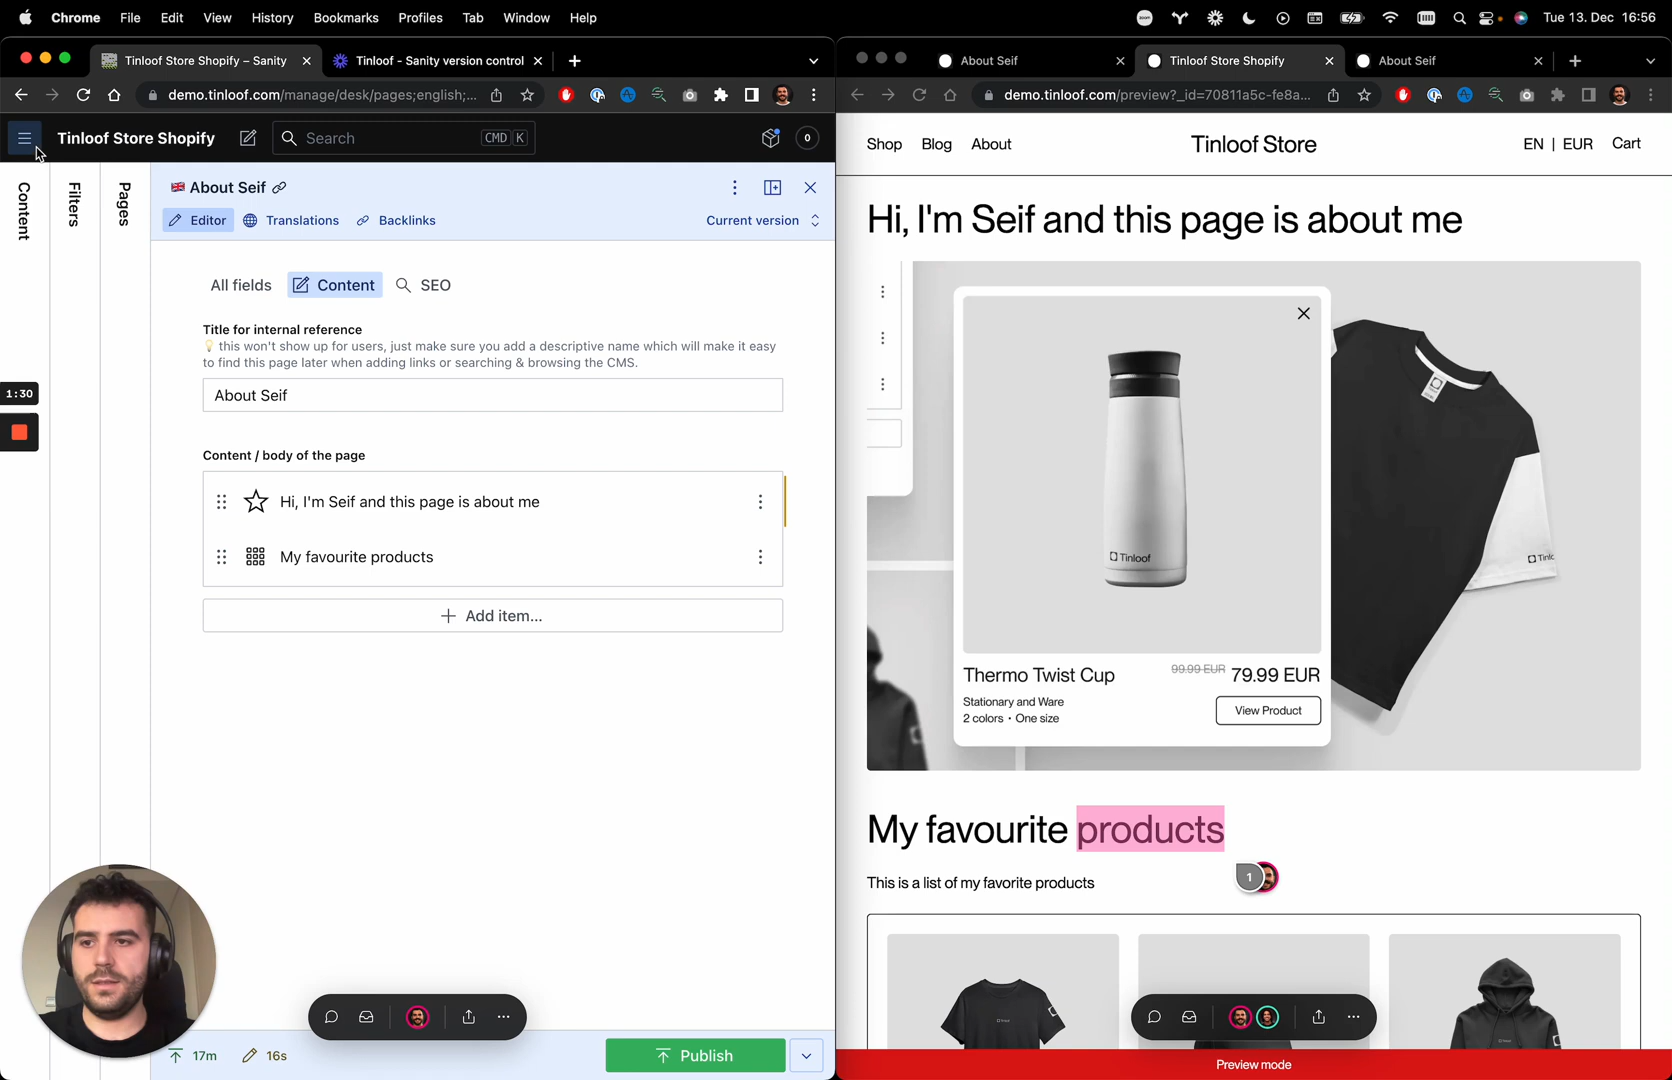 Chrome File Edit View History Bookmarks Profiles Tab Window Help
zoom
Tue 13. Dec 16:56
Tinloof Store Shopify – Sanity
Tinloof - Sanity version control
demo.tinloof.com/manage/desk/pages;english;...
Tinloof Store Shopify
Search
CMD K
0
Content
Filters
Pages
About Seif
Editor
Translations
Backlinks
Current version
All fields
Content
SEO
Title for internal reference
this won't show up for users, just make sure you add a descriptive name which will make it easy
to find this page later when adding links or searching & browsing the CMS.
About Seif
1:30
Content / body of the page
Hi, I'm Seif and this page is about me
My favourite products
Add item...
17m
16s
Publish
About Seif
Tinloof Store Shopify
About Seif
demo.tinloof.com/preview?_id=70811a5c-fe8a...
Shop Blog About
Tinloof Store
EN | EUR Cart
Hi, I'm Seif and this page is about me
Tinloof
Thermo Twist Cup
99.99 EUR 79.99 EUR
Stationary and Ware
2 colors • One size
View Product
My favourite products
This is a list of my favorite products
1
Preview mode